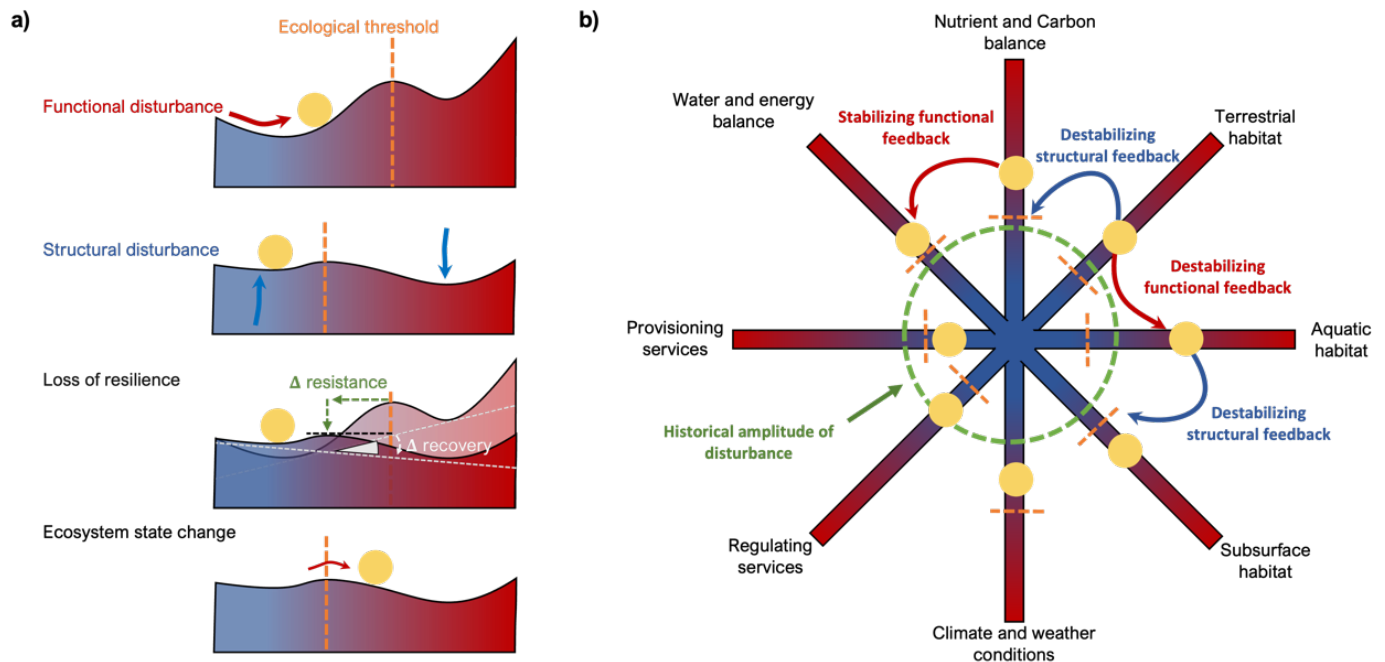 a)
Ecological threshold
Functional disturbance
Structural disturbance
Loss of resilience
Δ resistance
Δ recovery
Ecosystem state change
b)
Nutrient and Carbon
balance
Water and energy
balance
Stabilizing functional
feedback
Destabilizing
structural feedback
Terrestrial
habitat
Destabilizing
functional feedback
Provisioning
services
Aquatic
habitat
Historical amplitude of
disturbance
Destabilizing
structural feedback
Regulating
services
Subsurface
habitat
Climate and weather
conditions